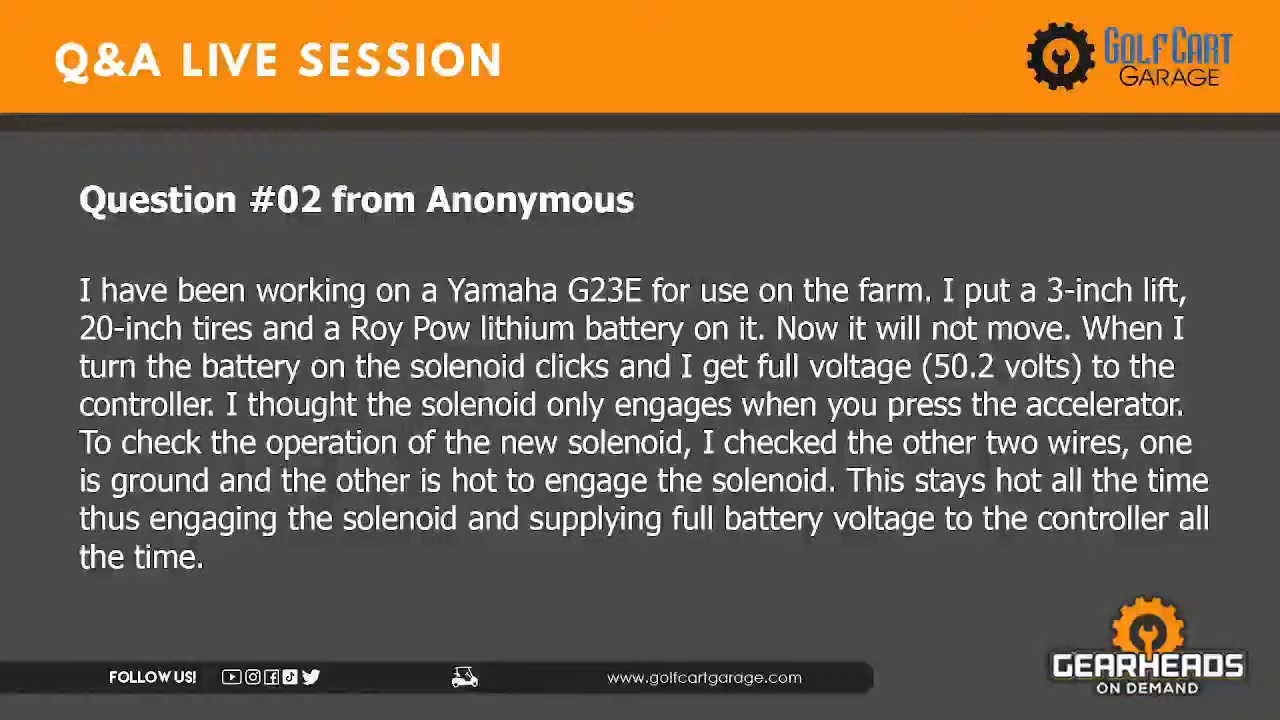 Q&A LIVE SESSION
GOLF CART
GARAGE
Question #02 from Anonymous
I have been working on a Yamaha G23E for use on the farm. I put a 3-inch lift,
20-inch tires and a Roy Pow lithium battery on it. Now it will not move. When I
turn the battery on the solenoid clicks and I get full voltage (50.2 volts) to the
controller. I thought the solenoid only engages when you press the accelerator.
To check the operation of the new solenoid, I checked the other two wires, one
is ground and the other is hot to engage the solenoid. This stays hot all the time
thus engaging the solenoid and supplying full battery voltage to the controller all
the time.
GEARHEADS
ON DEMAND
FOLLOW US!
www.golfcartgarage.com